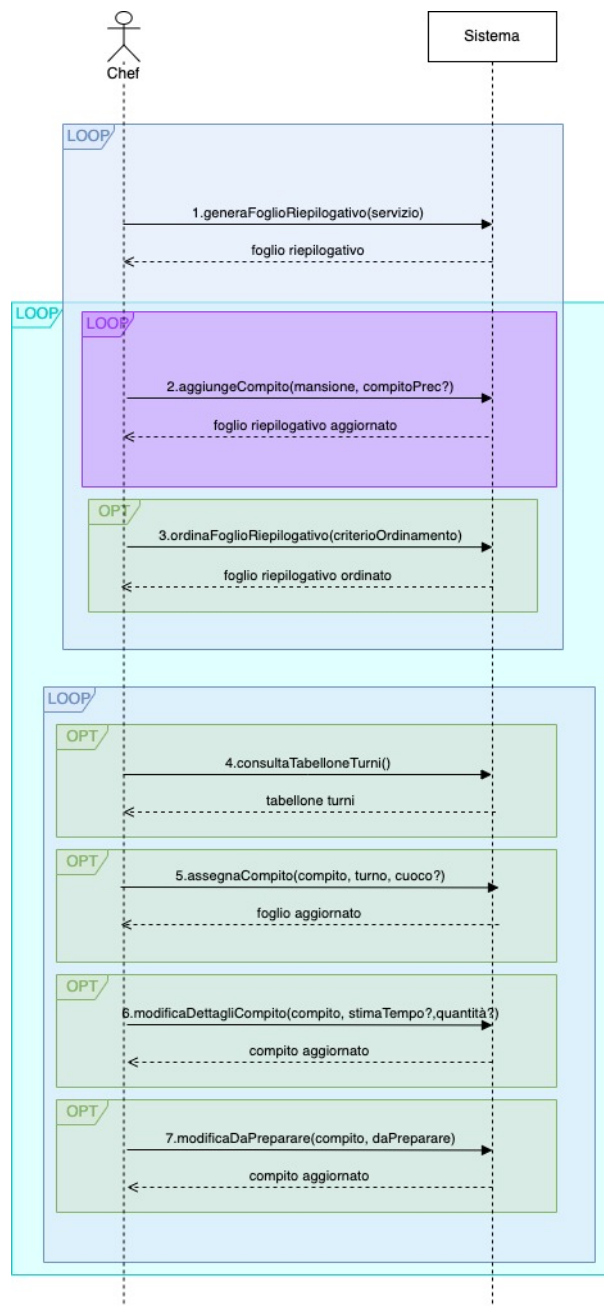 Chef
Sistema
LOOP
1.generaFoglioRiepilogativo(servizio)
foglio riepilogativo
LOOP
LOOP
2.aggiungeCompito(mansione, compitoPrec?)
foglio riepilogativo aggiornato
OPT
3.ordinaFoglioRiepilogativo(criterioOrdinamento)
foglio riepilogativo ordinato
LOOP
OPT
4.consultaTabelloneTurni()
tabellone turni
OPT
5.assegnaCompito(compito, turno, cuoco?)
foglio aggiornato
OPT
6.modificaDettagliCompito(compito, stimaTempo?,quantità?)
compito aggiornato
OPT
7.modificaDaPreparare(compito, daPreparare)
compito aggiornato